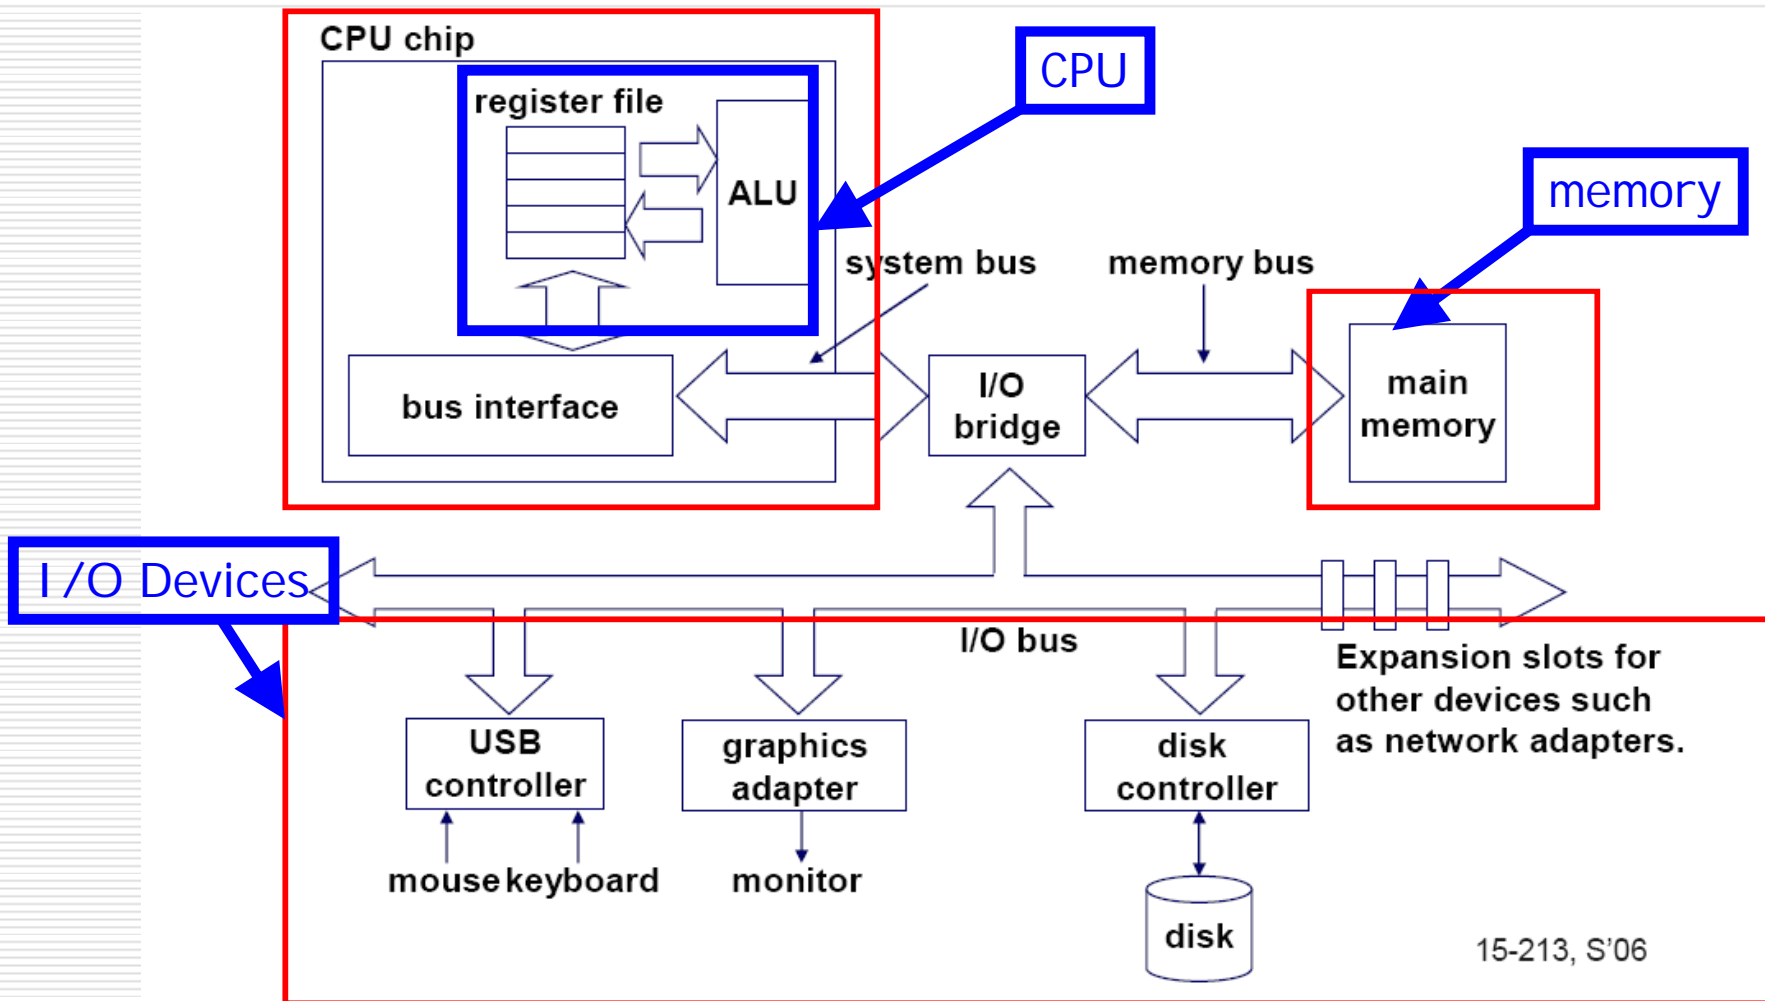 CPU chip
CPU
register file
ALU
memory
system bus
memory bus
bus interface
I/O
bridge
main
memory
I/O Devices
I/O bus
Expansion slots for
other devices such
as network adapters.
USB
controller
graphics
adapter
disk
controller
mouse keyboard
monitor
disk
15-213, S’06